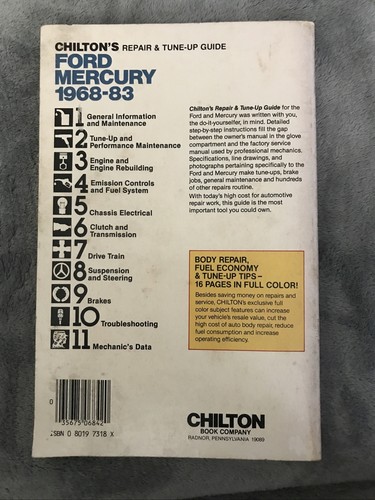 CHILTON'S REPAIR & TUNE-UP GUIDE
FORD
MERCURY
1968-83
1 General Information
and Maintenance
2 Tune-Up and
Performance Maintenance
3 Engine and
Engine Rebuilding
4 Emission Controls
and Fuel System
5 Chassis Electrical
6 Clutch and
Transmission
7 Drive Train
8 Suspension
and Steering
9 Brakes
10 Troubleshooting
11 Mechanic's Data
Chilton's Repair & Tune-Up Guide for the
Ford and Mercury was written with you,
the do-it-yourselfer, in mind. Detailed
step-by-step instructions fill the gap
between the owner's manual in the glove
compartment and the factory service
manual used by professional mechanics.
Specifications, line drawings, and
photographs pertaining specifically to the
Ford and Mercury make tune-ups, brake
jobs, general maintenance and hundreds
of other repairs routine.
With today's high cost for automotive
repair work, this guide is the most
important tool you could own.
BODY REPAIR,
FUEL ECONOMY
& TUNE-UP TIPS–
16 PAGES IN FULL COLOR!
Besides saving money on repairs and
service, CHILTON'S exclusive full
color subject features can increase
your vehicle's resale value, cut the
high cost of auto body repair, reduce
fuel consumption and increase
operating efficiency.
0 35675 06842
ISBN 0 8019 7318 X
CHILTON
BOOK COMPANY
RADNOR, PENNSYLVANIA 19089